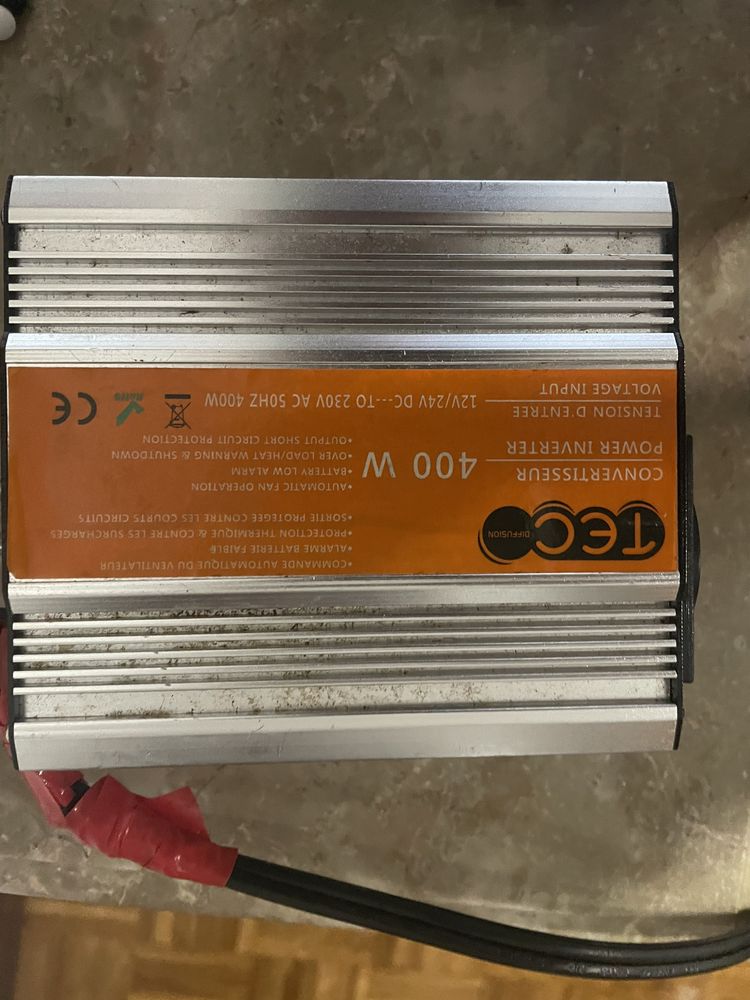 TEC
DIFFUSION
•COMMANDE AUTOMATIQUE DU VENTILATEUR
•ALARME BATTERIE FAIBLE
•PROTECTION THERMIQUE & CONTRE LES SURCHARGES
•SORTIE PROTEGÉE CONTRE LES COURTS CIRCUITS
CONVERTISSEUR
POWER INVERTER
400 W
•AUTOMATIC FAN OPERATION
•BATTERY LOW ALARM
•OVER LOAD/HEAT WARNING & SHUTDOWN
•OUTPUT SHORT CIRCUIT PROTECTION
TENSION D'ENTREE
VOLTAGE INPUT
12V/24V DC---TO 230V AC 50HZ 400W
RoHS
CE